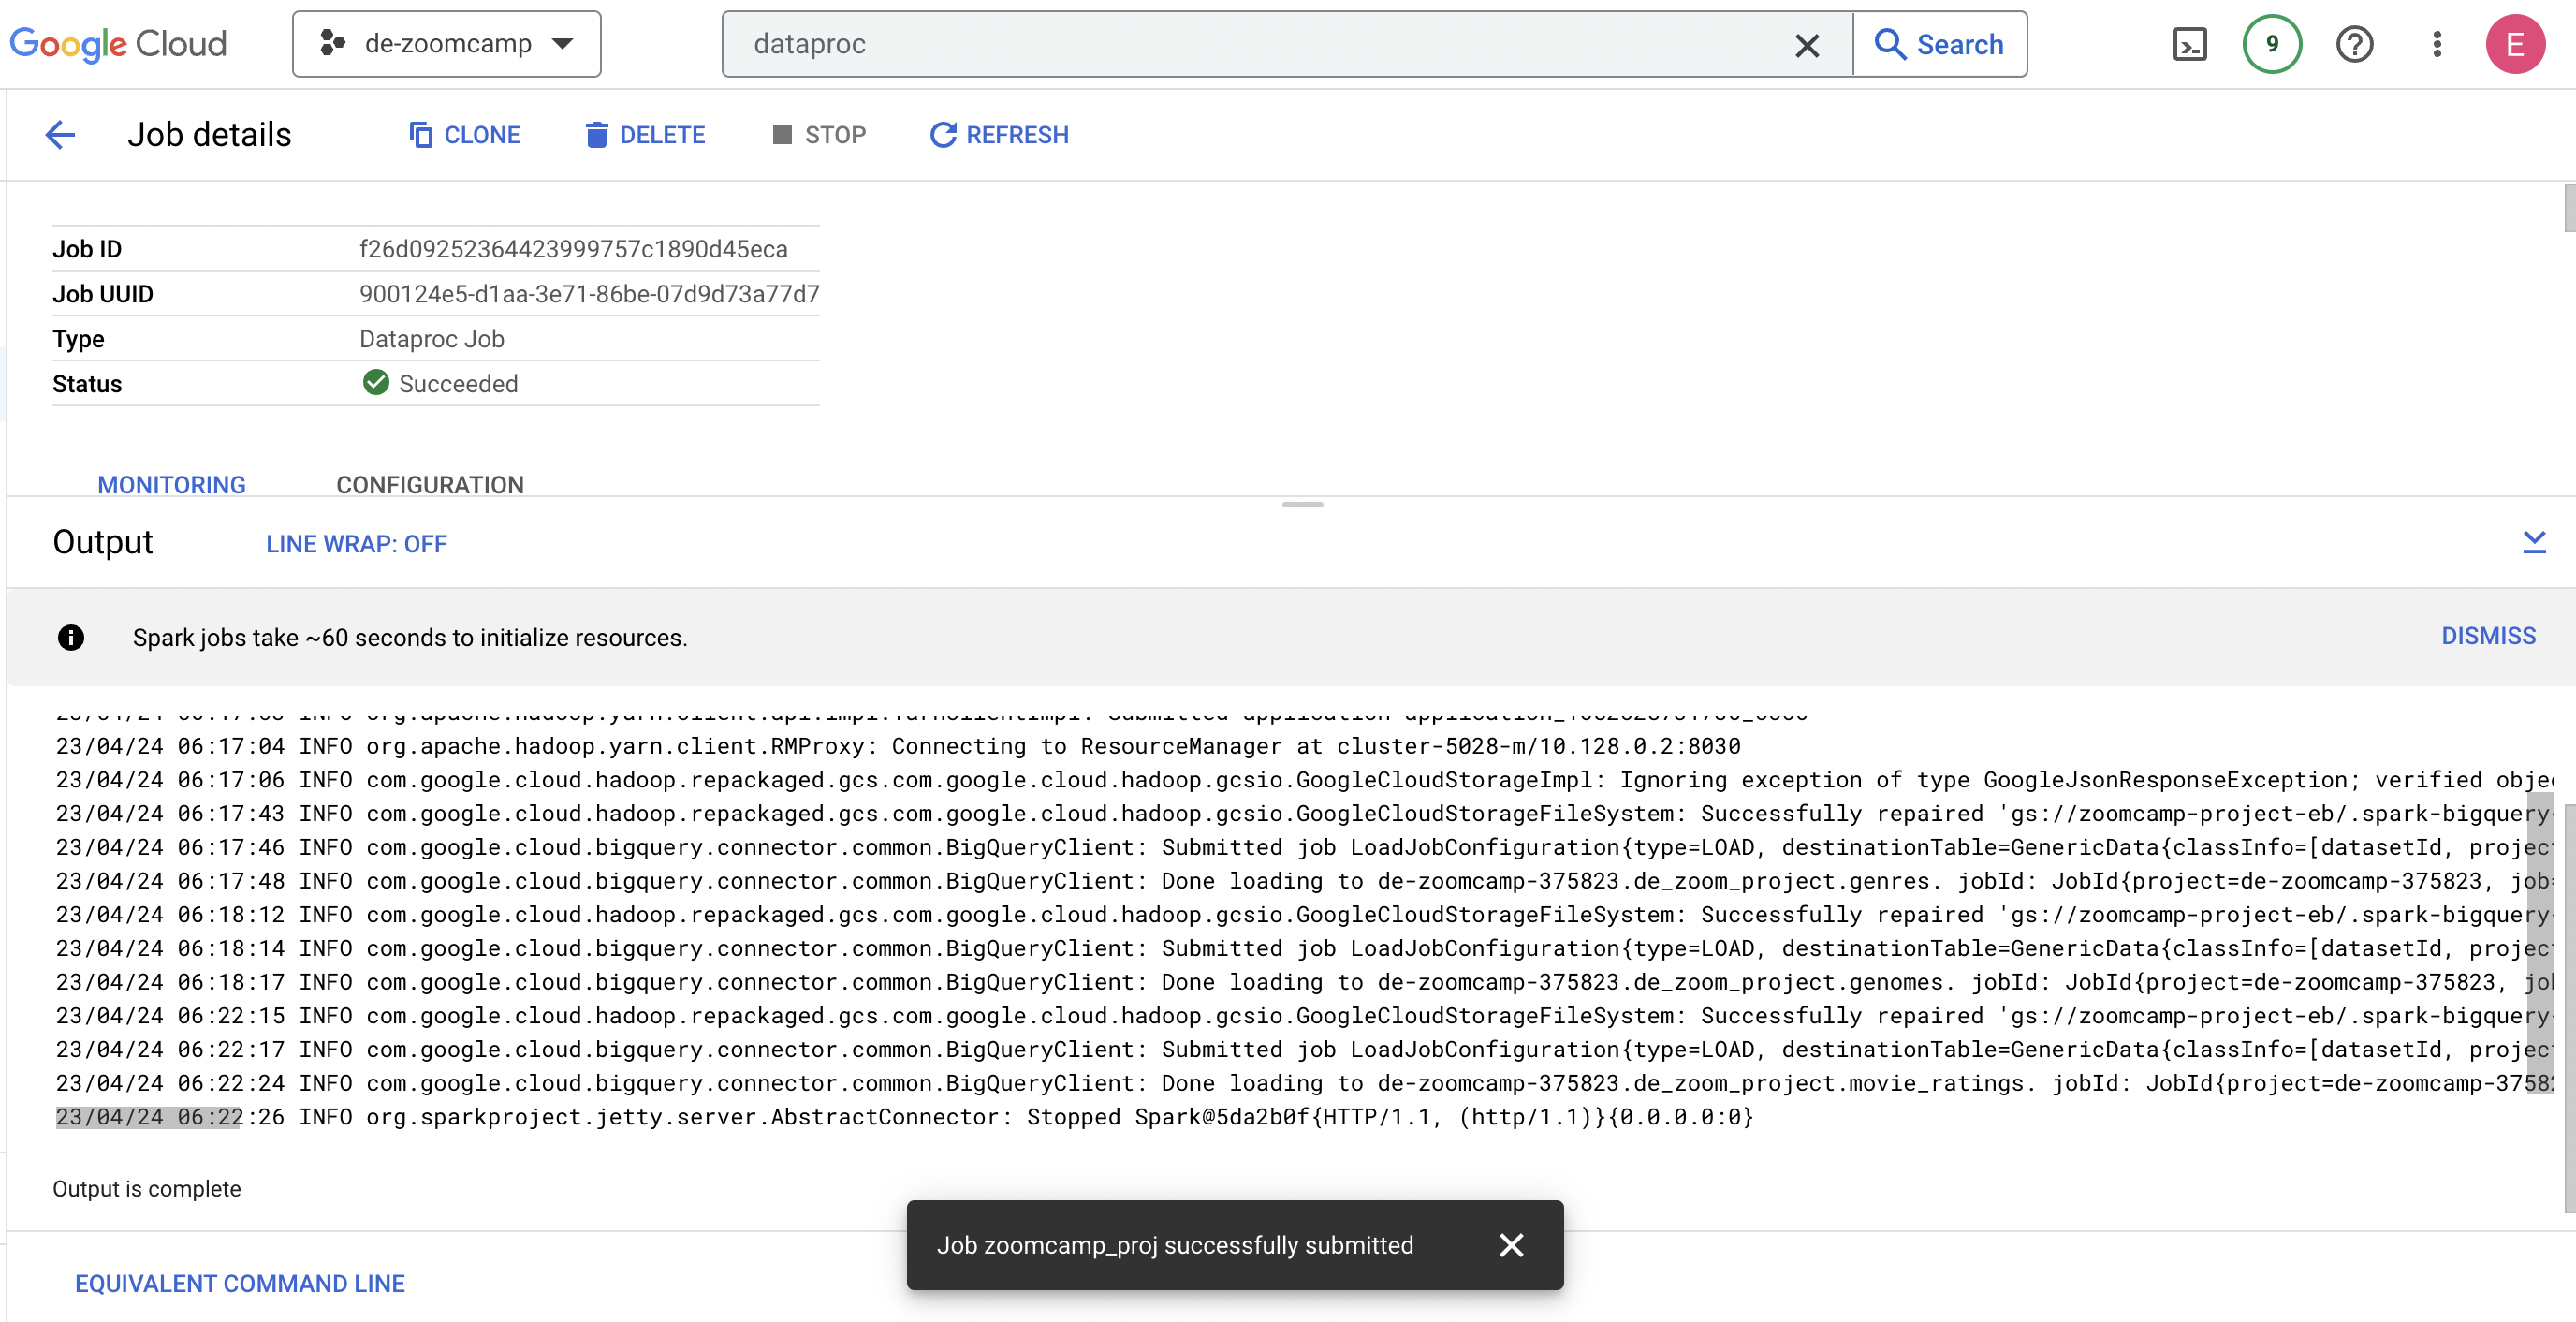 Google Cloud de-zoomcamp dataproc Search 9 E
Job details CLONE DELETE STOP REFRESH
Job ID f26d09252364423999757c1890d45eca
Job UUID 900124e5-d1aa-3e71-86be-07d9d73a77d7
Type Dataproc Job
Status Succeeded
MONITORING CONFIGURATION
Output LINE WRAP: OFF
Spark jobs take ~60 seconds to initialize resources. DISMISS
23/04/24 06:17:04 INFO org.apache.hadoop.yarn.client.RMProxy: Connecting to ResourceManager at cluster-5028-m/10.128.0.2:8030
23/04/24 06:17:06 INFO com.google.cloud.hadoop.repackaged.gcs.com.google.cloud.hadoop.gcsio.GoogleCloudStorageImpl: Ignoring exception of type GoogleJsonResponseException; verified obje
23/04/24 06:17:43 INFO com.google.cloud.hadoop.repackaged.gcs.com.google.cloud.hadoop.gcsio.GoogleCloudStorageFileSystem: Successfully repaired 'gs://zoomcamp-project-eb/.spark-bigquery-
23/04/24 06:17:46 INFO com.google.cloud.bigquery.connector.common.BigQueryClient: Submitted job LoadJobConfiguration{type=LOAD, destinationTable=GenericData{classInfo=[datasetId, project
23/04/24 06:17:48 INFO com.google.cloud.bigquery.connector.common.BigQueryClient: Done loading to de-zoomcamp-375823.de_zoom_project.genres. jobId: JobId{project=de-zoomcamp-375823, job=
23/04/24 06:18:12 INFO com.google.cloud.hadoop.repackaged.gcs.com.google.cloud.hadoop.gcsio.GoogleCloudStorageFileSystem: Successfully repaired 'gs://zoomcamp-project-eb/.spark-bigquery-
23/04/24 06:18:14 INFO com.google.cloud.bigquery.connector.common.BigQueryClient: Submitted job LoadJobConfiguration{type=LOAD, destinationTable=GenericData{classInfo=[datasetId, project
23/04/24 06:18:17 INFO com.google.cloud.bigquery.connector.common.BigQueryClient: Done loading to de-zoomcamp-375823.de_zoom_project.genomes. jobId: JobId{project=de-zoomcamp-375823, job
23/04/24 06:22:15 INFO com.google.cloud.hadoop.repackaged.gcs.com.google.cloud.hadoop.gcsio.GoogleCloudStorageFileSystem: Successfully repaired 'gs://zoomcamp-project-eb/.spark-bigquery-
23/04/24 06:22:17 INFO com.google.cloud.bigquery.connector.common.BigQueryClient: Submitted job LoadJobConfiguration{type=LOAD, destinationTable=GenericData{classInfo=[datasetId, project
23/04/24 06:22:24 INFO com.google.cloud.bigquery.connector.common.BigQueryClient: Done loading to de-zoomcamp-375823.de_zoom_project.movie_ratings. jobId: JobId{project=de-zoomcamp-37582
23/04/24 06:22:26 INFO org.sparkproject.jetty.server.AbstractConnector: Stopped Spark@5da2b0f{HTTP/1.1, (http/1.1)}{0.0.0.0:0}
Output is complete
Job zoomcamp_proj successfully submitted
EQUIVALENT COMMAND LINE